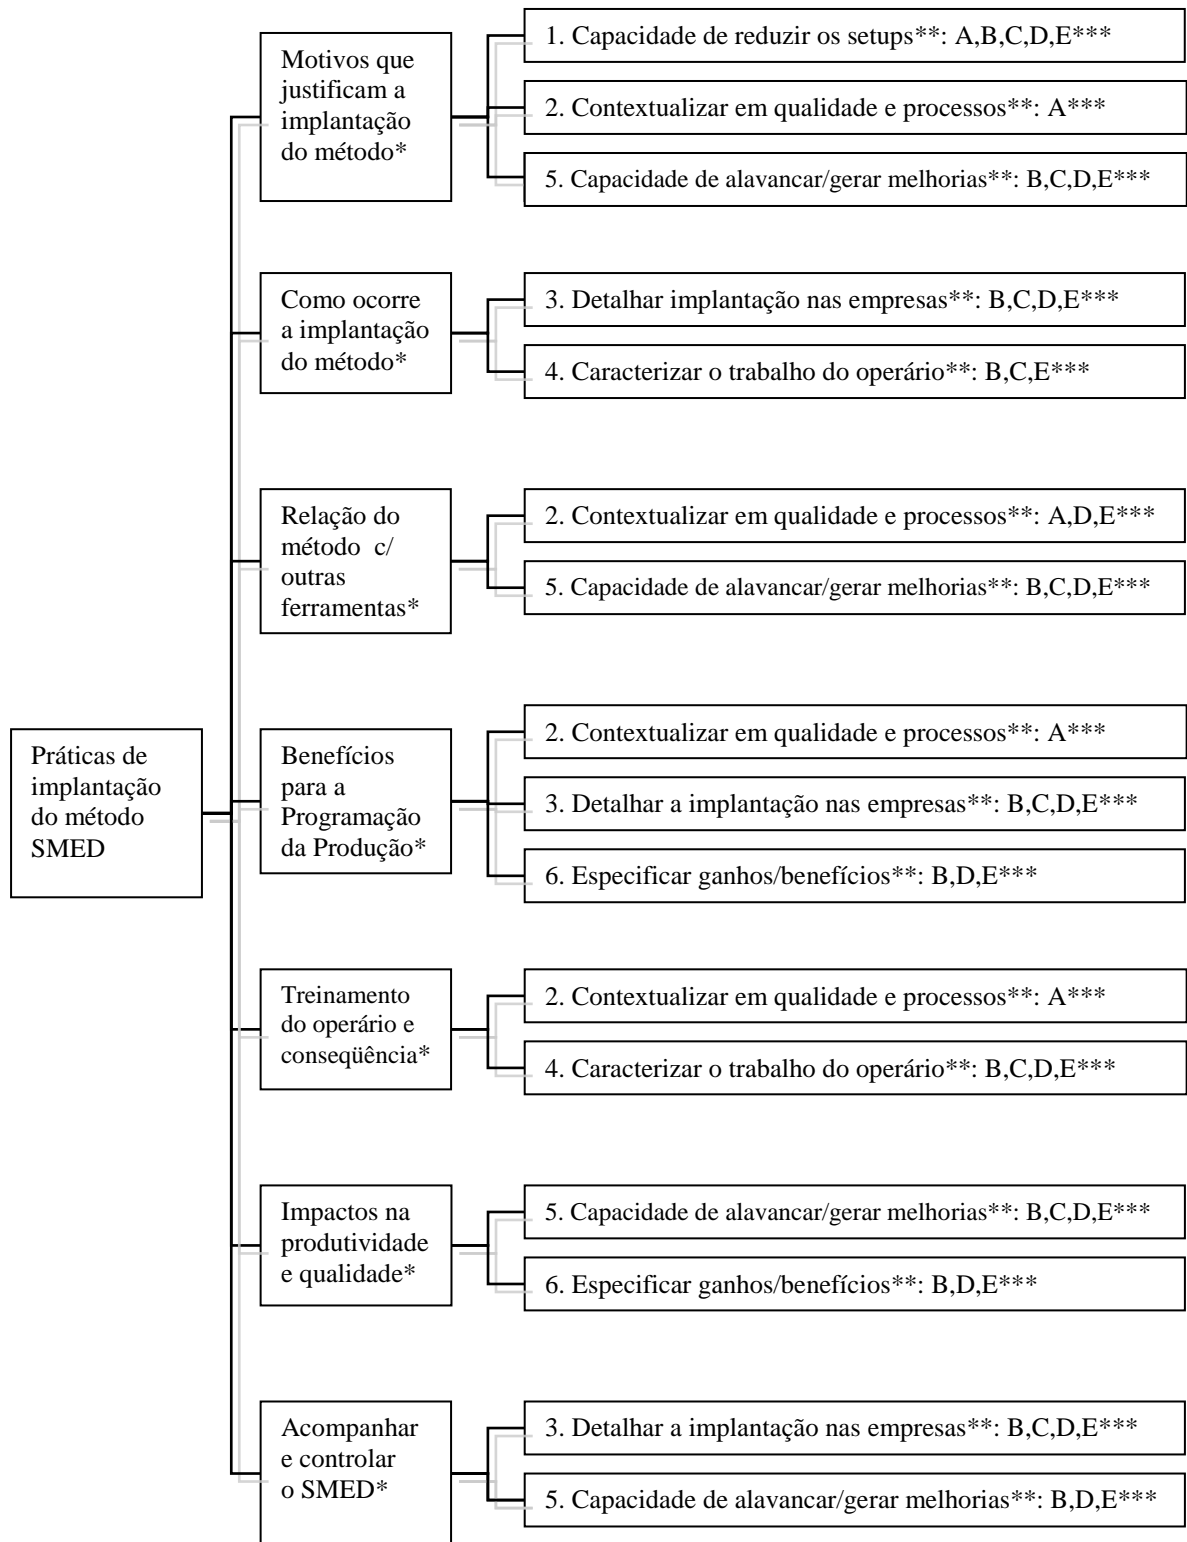 Práticas de
implantação
do método
SMED
Motivos que
justificam a
implantação
do método*
1. Capacidade de reduzir os setups**: A,B,C,D,E***
2. Contextualizar em qualidade e processos**: A***
5. Capacidade de alavancar/gerar melhorias**: B,C,D,E***
Como ocorre
a implantação
do método*
3. Detalhar implantação nas empresas**: B,C,D,E***
4. Caracterizar o trabalho do operário**: B,C,E***
Relação do
método c/
outras
ferramentas*
2. Contextualizar em qualidade e processos**: A,D,E***
5. Capacidade de alavancar/gerar melhorias**: B,C,D,E***
Benefícios
para a
Programação
da Produção*
2. Contextualizar em qualidade e processos**: A***
3. Detalhar a implantação nas empresas**: B,C,D,E***
6. Especificar ganhos/benefícios**: B,D,E***
Treinamento
do operário e
conseqüência*
2. Contextualizar em qualidade e processos**: A***
4. Caracterizar o trabalho do operário**: B,C,D,E***
Impactos na
produtividade
e qualidade*
5. Capacidade de alavancar/gerar melhorias**: B,C,D,E***
6. Especificar ganhos/benefícios**: B,D,E***
Acompanhar
e controlar
o SMED*
3. Detalhar a implantação nas empresas**: B,C,D,E***
5. Capacidade de alavancar/gerar melhorias**: B,D,E***